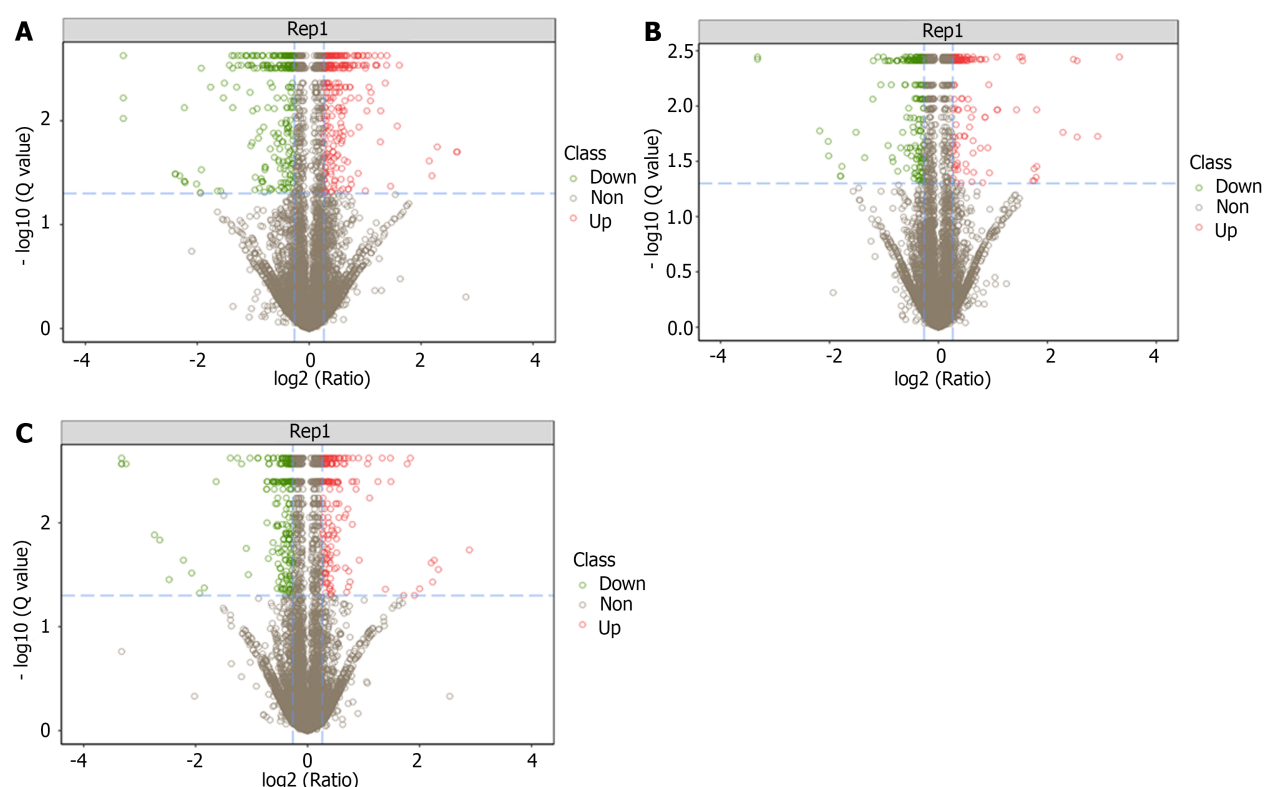 A
Rep1
- log10 (Q value)
2
1
0
-4 -2 0 2 4
log2 (Ratio)
Class
Down
Non
Up
B
Rep1
- log10 (Q value)
2.5
2.0
1.5
1.0
0.5
0.0
-4 -2 0 2 4
log2 (Ratio)
Class
Down
Non
Up
C
Rep1
- log10 (Q value)
2
1
0
-4 -2 0 2 4
log2 (Ratio)
Class
Down
Non
Up